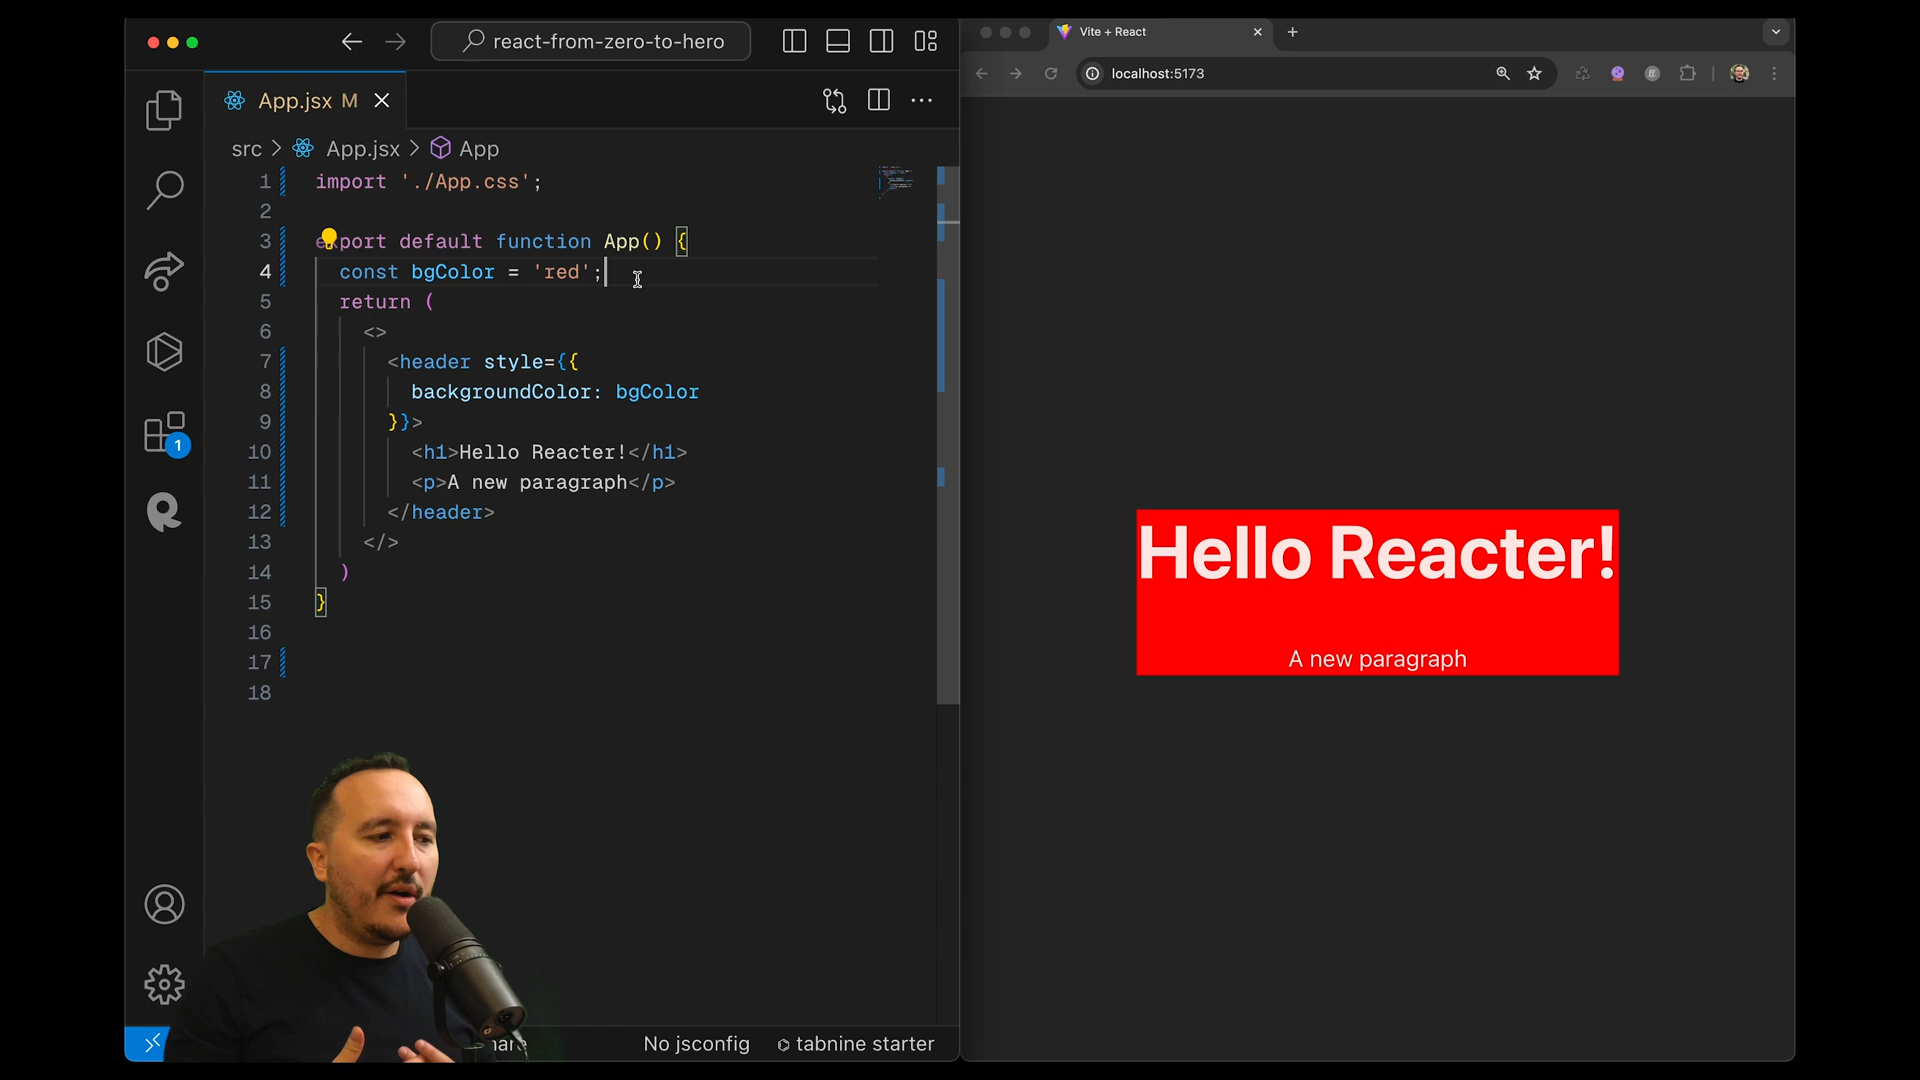 react-from-zero-to-hero
App.jsx M
src > App.jsx > App
1 import './App.css';
2
3 export default function App() {
4 const bgColor = 'red';
5 return (
6 <>
7 <header style={{
8 backgroundColor: bgColor
9 }}>
10 <h1>Hello Reacter!</h1>
11 <p>A new paragraph</p>
12 </header>
13 </>
14 )
15 }
16
17
18
1
No jsconfig
tabnine starter
Vite + React
localhost:5173
Hello Reacter!
A new paragraph